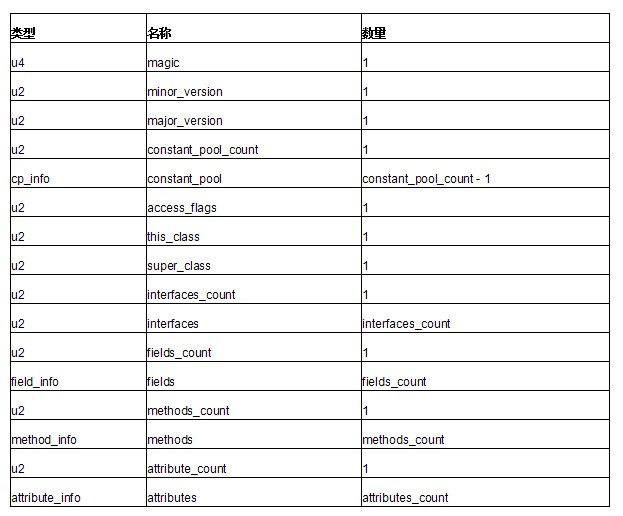 类型 名称 数量
u4 magic 1
u2 minor_version 1
u2 major_version 1
u2 constant_pool_count 1
cp_info constant_pool constant_pool_count - 1
u2 access_flags 1
u2 this_class 1
u2 super_class 1
u2 interfaces_count 1
u2 interfaces interfaces_count
u2 fields_count 1
field_info fields fields_count
u2 methods_count 1
method_info methods methods_count
u2 attribute_count 1
attribute_info attributes attributes_count